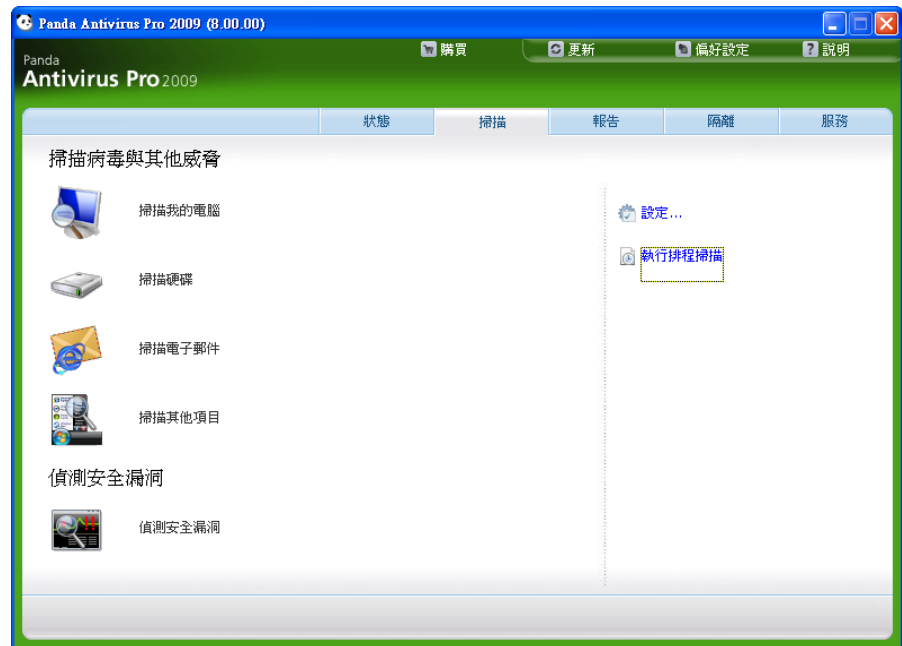 Panda Antivirus Pro 2009 (8.00.00)
購買
更新
偏好設定
? 說明
Panda
Antivirus Pro 2009
狀態
掃描
報告
隔離
服務
掃描病毒與其他威脅
掃描我的電腦
掃描硬碟
掃描電子郵件
掃描其他項目
偵測安全漏洞
偵測安全漏洞
設定...
執行排程掃描